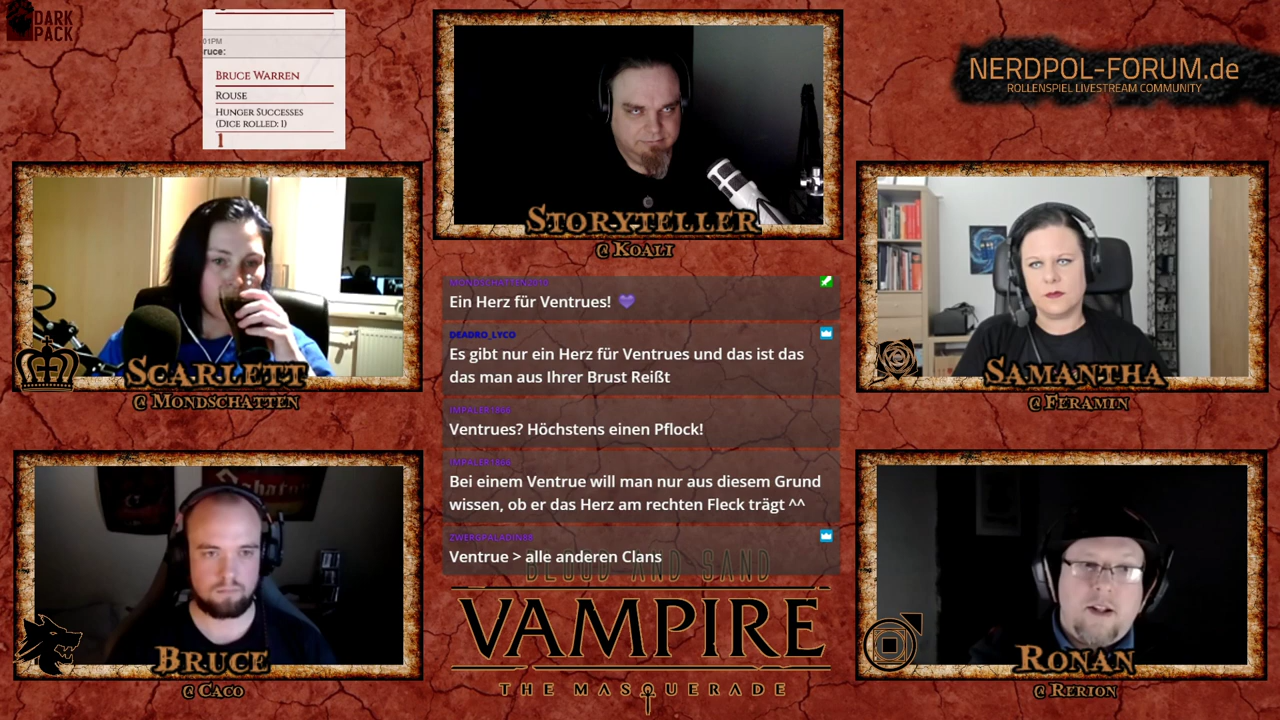 DARK
PACK
01PM
ruce:
BRUCE WARREN
ROUSE
HUNGER SUCCESSES
(DICE ROLLED: 1)
1
NERDPOL-FORUM.de
ROLLENSPIEL LIVESTREAM COMMUNITY
STORYTELLER
@ KOALI
SCARLETT
@ MONDSCHATTEN
SAMANTHA
@ FERAMIN
Ein Herz für Ventrues! 💜
DEADRO_LYCO
Es gibt nur ein Herz für Ventrues und das ist das
das man aus Ihrer Brust Reißt
IMPALER1866
Ventrues? Höchstens einen Pflock!
IMPALER1866
Bei einem Ventrue will man nur aus diesem Grund
wissen, ob er das Herz am rechten Fleck trägt ^^
Ventrue > alle anderen Clans
BLOOD AND SAND
VAMPIRE
THE MASQUERADE
BRUCE
@ CACO
RONAN
@ RERION